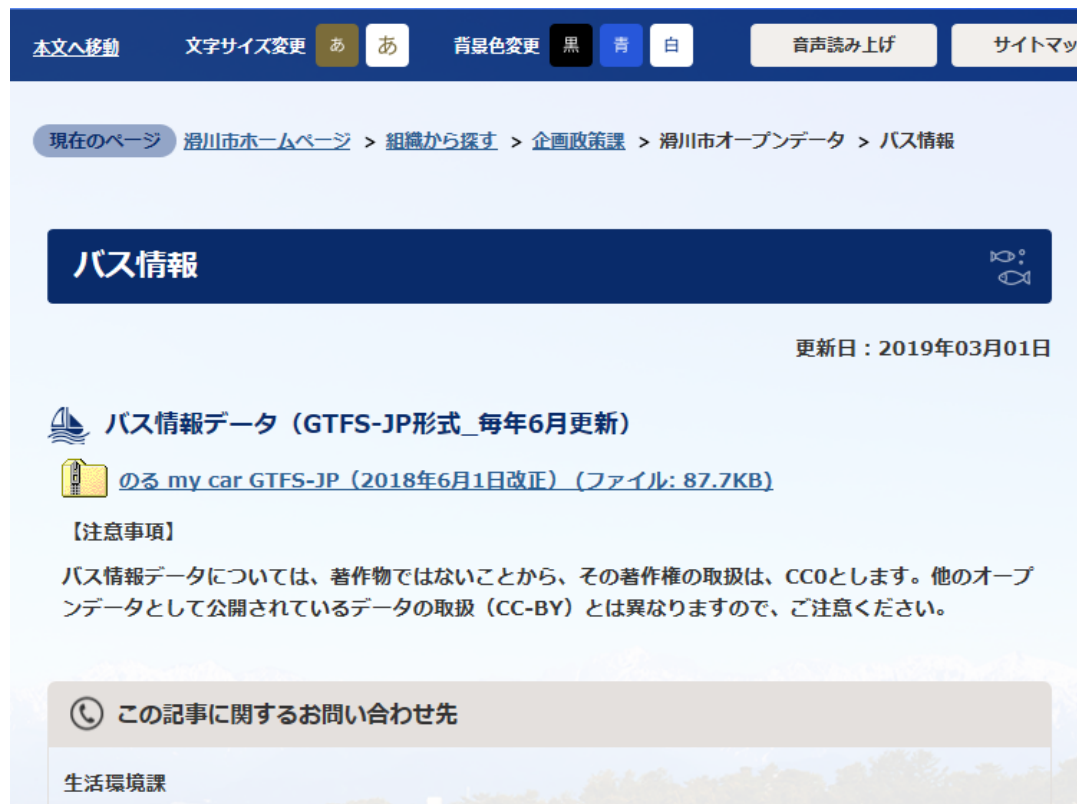 本文へ移動 文字サイズ変更 あ あ 背景色変更 黒 青 白 音声読み上げ サイトマッ
現在のページ 滑川市ホームページ > 組織から探す > 企画政策課 > 滑川市オープンデータ > バス情報
バス情報
更新日：2019年03月01日
バス情報データ（GTFS-JP形式_毎年6月更新）
のる my car GTFS-JP（2018年6月1日改正） (ファイル: 87.7KB)
【注意事項】
バス情報データについては、著作物ではないことから、その著作権の取扱は、CC0とします。他のオープ
ンデータとして公開されているデータの取扱（CC-BY）とは異なりますので、ご注意ください。
この記事に関するお問い合わせ先
生活環境課